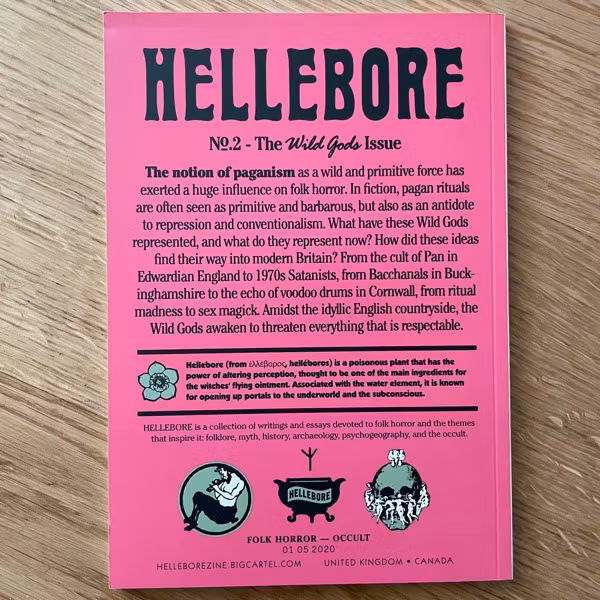 HELLEBORE
№.2 - The Wild Gods Issue
The notion of paganism as a wild and primitive force has
exerted a huge influence on folk horror. In fiction, pagan rituals
are often seen as primitive and barbarous, but also as an antidote
to repression and conventionalism. What have these Wild Gods
represented, and what do they represent now? How did these ideas
find their way into modern Britain? From the cult of Pan in
Edwardian England to 1970s Satanists, from Bacchanals in Buck-
inghamshire to the echo of voodoo drums in Cornwall, from ritual
madness to sex magick. Amidst the idyllic English countryside, the
Wild Gods awaken to threaten everything that is respectable.
Hellebore (from ἑλλέβορος, helléboros) is a poisonous plant that has the
power of altering perception, thought to be one of the main ingredients for
the witches' flying ointment. Associated with the water element, it is known
for opening up portals to the underworld and the subconscious.
HELLEBORE is a collection of writings and essays devoted to folk horror and the themes
that inspire it: folklore, myth, history, archaeology, psychogeography, and the occult.
HELLEBORE
FOLK HORROR — OCCULT
01 05 2020
HELLEBOREZINE.BIGCARTEL.COM UNITED KINGDOM • CANADA